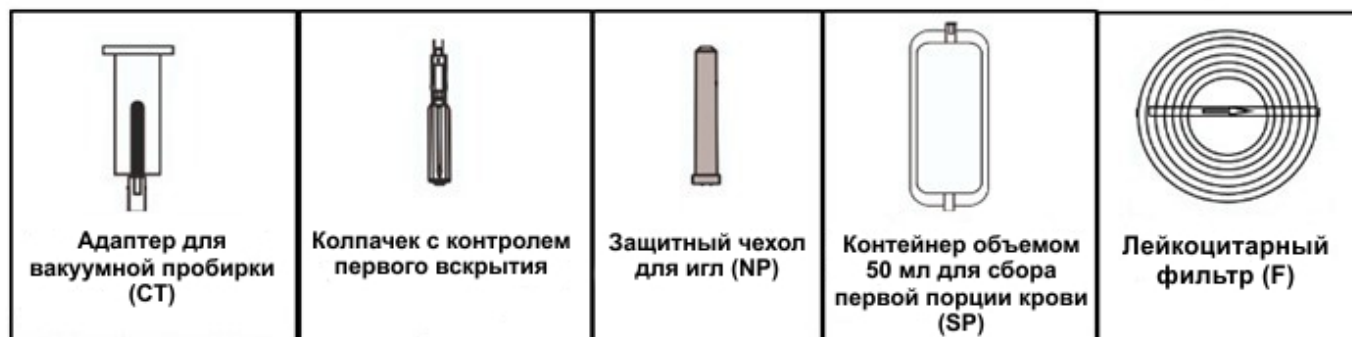 Адаптер для
вакуумной пробирки
(CT)
Колпачек с контролем
первого вскрытия
Защитный чехол
для игл (NP)
Контейнер объемом
50 мл для сбора
первой порции крови
(SP)
Лейкоцитарный
фильтр (F)